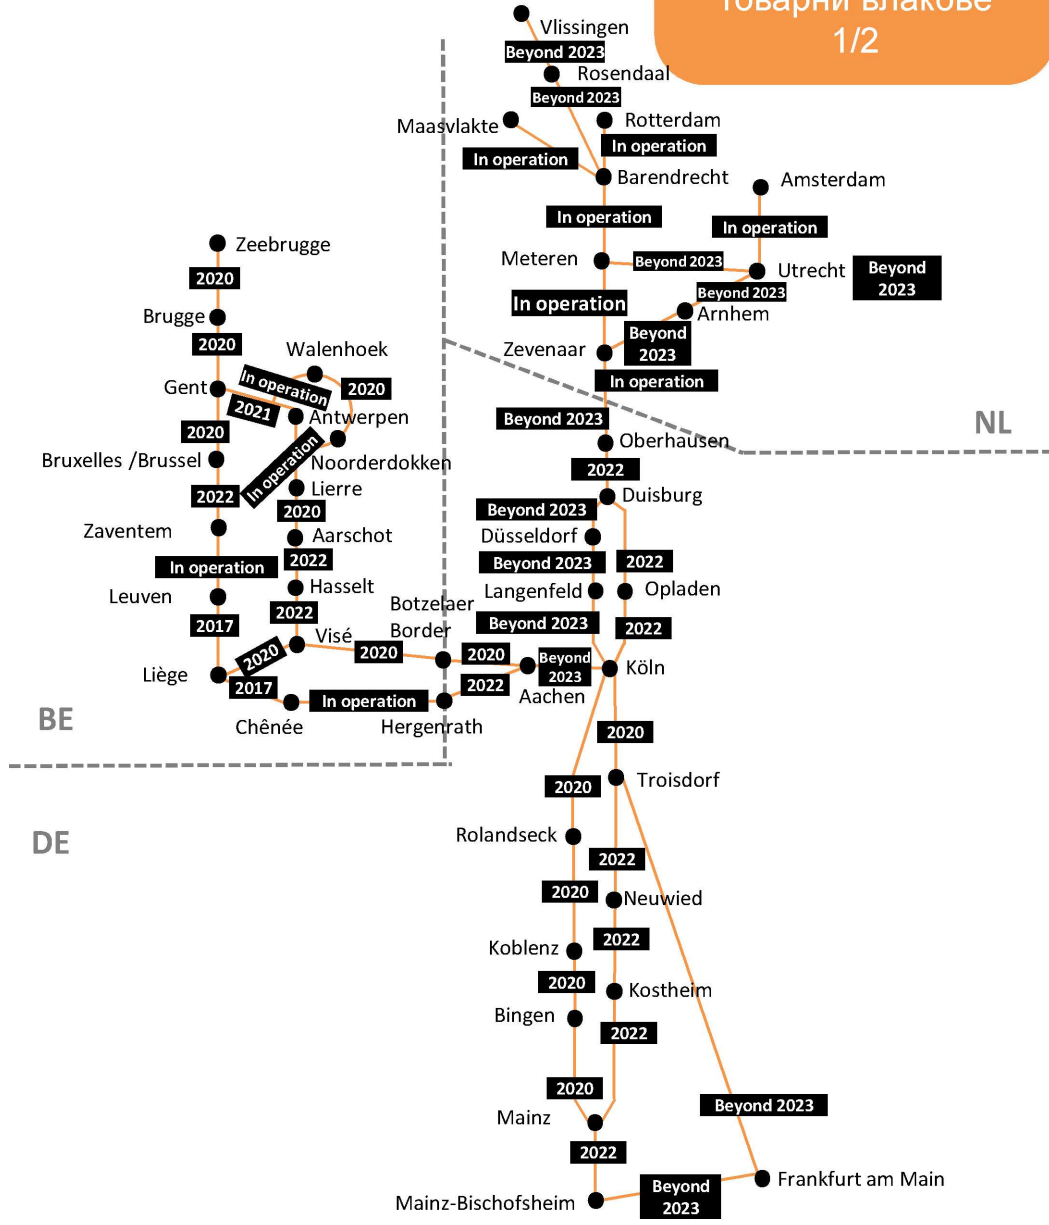 товарни влакове
1/2
Vlissingen
Beyond 2023
Rosendaal
Beyond 2023
Maasvlakte
Rotterdam
In operation
In operation
Barendrecht
Amsterdam
In operation
In operation
Zeebrugge
Meteren
Beyond 2023
Utrecht
Beyond
2023
2020
Beyond 2023
In operation
Arnhem
Brugge
Beyond
2023
2020
Walenhoek
Zevenaar
In operation
In operation
2020
Gent
2021
Antwerpen
Beyond 2023
NL
2020
Oberhausen
Bruxelles /Brussel
In operation
Noorderdokken
2022
2022
Lierre
Duisburg
2020
Beyond 2023
Zaventem
Aarschot
Düsseldorf
In operation
2022
Beyond 2023
2022
Leuven
Hasselt
Langenfeld
Opladen
Botzelaer
Border
2017
2022
Beyond 2023
2022
Visé
2020
2020
2020
Beyond
2023
Liège
Köln
2017
In operation
2022
Aachen
Chênée
Hergenrath
BE
2020
2020
Troisdorf
DE
Rolandseck
2022
2020
Neuwied
2022
Koblenz
2020
Kostheim
Bingen
2022
2020
Beyond 2023
Mainz
2022
Frankfurt am Main
Beyond
2023
Mainz-Bischofsheim